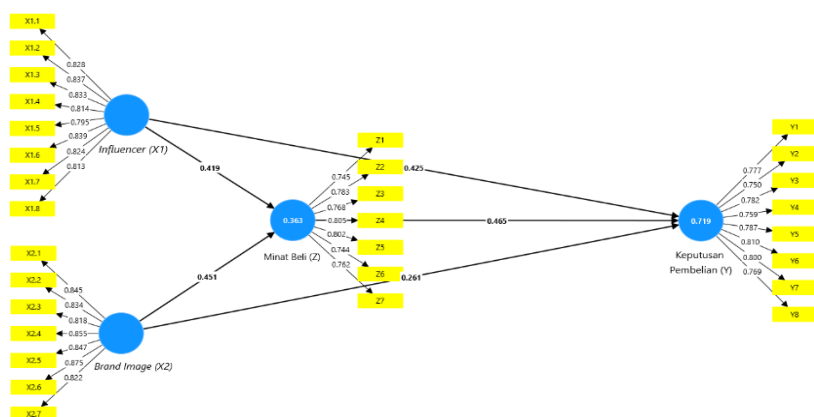 X1.1
X1.2
X1.3
X1.4
X1.5
X1.6
X1.7
X1.8
0.828
0.837
0.833
0.814
0.795
0.839
0.824
0.813
Influencer (X1)
0.419
0.425
Z1
Z2
Z3
Z4
Z5
Z6
Z7
0.745
0.783
0.768
0.805
0.802
0.744
0.762
0.363
Minat Beli (Z)
0.465
0.451
0.261
X2.1
X2.2
X2.3
X2.4
X2.5
X2.6
X2.7
0.845
0.834
0.818
0.855
0.847
0.875
0.822
Brand Image (X2)
0.719
Keputusan
Pembelian (Y)
0.777
0.750
0.782
0.759
0.787
0.810
0.800
0.769
Y1
Y2
Y3
Y4
Y5
Y6
Y7
Y8